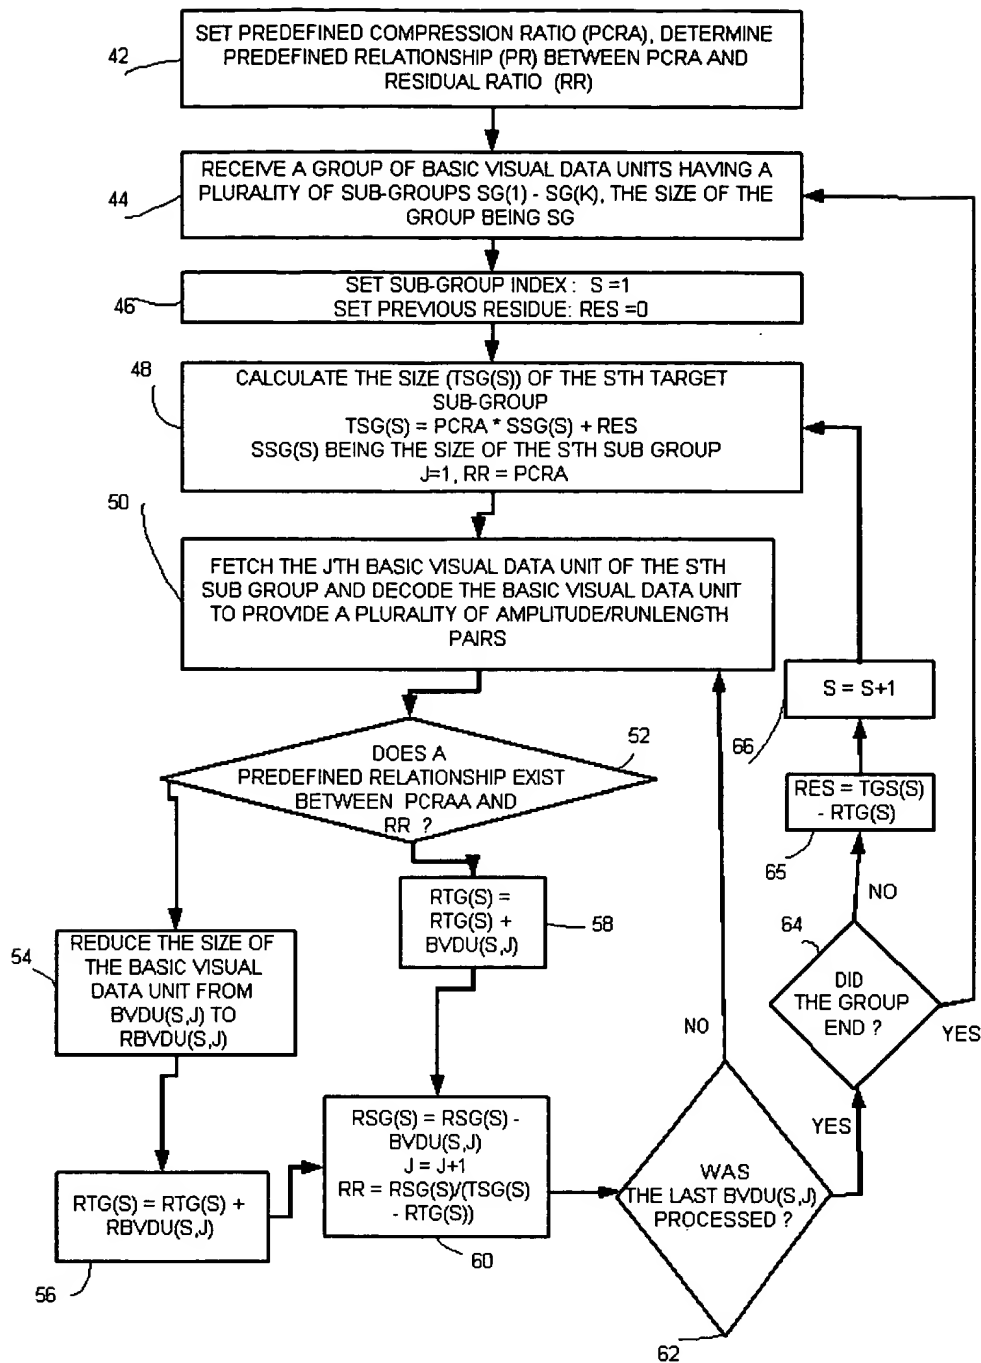 SET PREDEFINED COMPRESSION RATIO (PCRA), DETERMINE
PREDEFINED RELATIONSHIP (PR) BETWEEN PCRA AND
RESIDUAL RATIO (RR)
42
RECEIVE A GROUP OF BASIC VISUAL DATA UNITS HAVING A
PLURALITY OF SUB-GROUPS SG(1) - SG(K), THE SIZE OF THE
GROUP BEING SG
44
SET SUB-GROUP INDEX: S =1
SET PREVIOUS RESIDUE: RES =0
46
CALCULATE THE SIZE (TSG(S)) OF THE S'TH TARGET
SUB-GROUP
TSG(S) = PCRA * SSG(S) + RES
SSG(S) BEING THE SIZE OF THE S'TH SUB GROUP
J=1, RR = PCRA
48
50
FETCH THE J'TH BASIC VISUAL DATA UNIT OF THE S'TH
SUB GROUP AND DECODE THE BASIC VISUAL DATA UNIT
TO PROVIDE A PLURALITY OF AMPLITUDE/RUNLENGTH
PAIRS
S = S+1
66
52
DOES A
PREDEFINED RELATIONSHIP EXIST
BETWEEN PCRAA AND
RR ?
RES = TGS(S)
- RTG(S)
65
NO
RTG(S) =
RTG(S) +
BVDU(S,J)
58
64
54
REDUCE THE SIZE OF
THE BASIC VISUAL
DATA UNIT FROM
BVDU(S,J) TO
RBVDU(S,J)
DID
THE GROUP
END ?
YES
NO
RSG(S) = RSG(S) -
BVDU(S,J)
J = J+1
RR = RSG(S)/(TSG(S)
- RTG(S))
60
YES
WAS
THE LAST BVDU(S,J)
PROCESSED ?
RTG(S) = RTG(S) +
RBVDU(S,J)
56
62